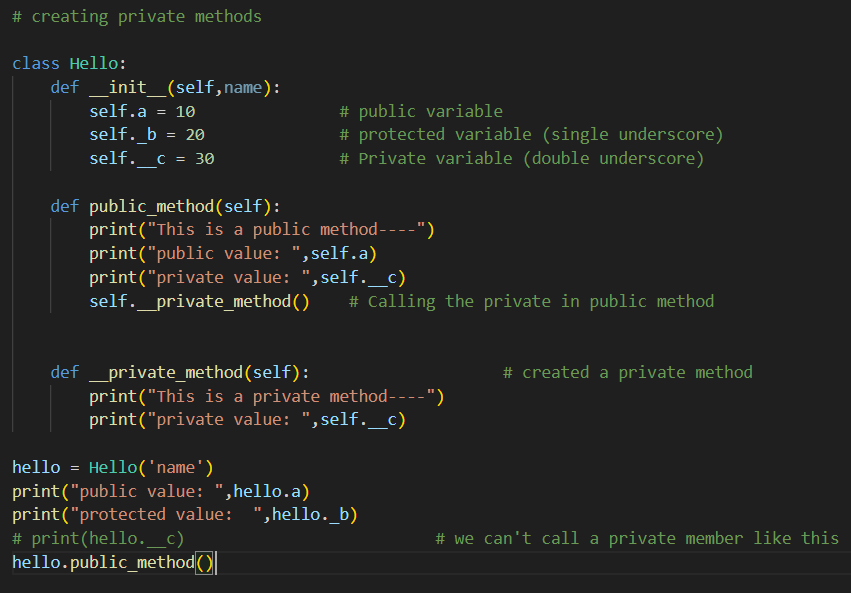 # creating private methods
class Hello:
    def __init__(self,name):
        self.a = 10               # public variable
        self._b = 20              # protected variable (single underscore)
        self.__c = 30             # Private variable (double underscore)
    def public_method(self):
        print("This is a public method----")
        print("public value: ",self.a)
        print("private value: ",self.__c)
        self.__private_method()    # Calling the private in public method
    def __private_method(self):                    # created a private method
        print("This is a private method----")
        print("private value: ",self.__c)
hello = Hello('name')
print("public value: ",hello.a)
print("protected value:  ",hello._b)
# print(hello.__c)                          # we can't call a private member like this
hello.public_method()